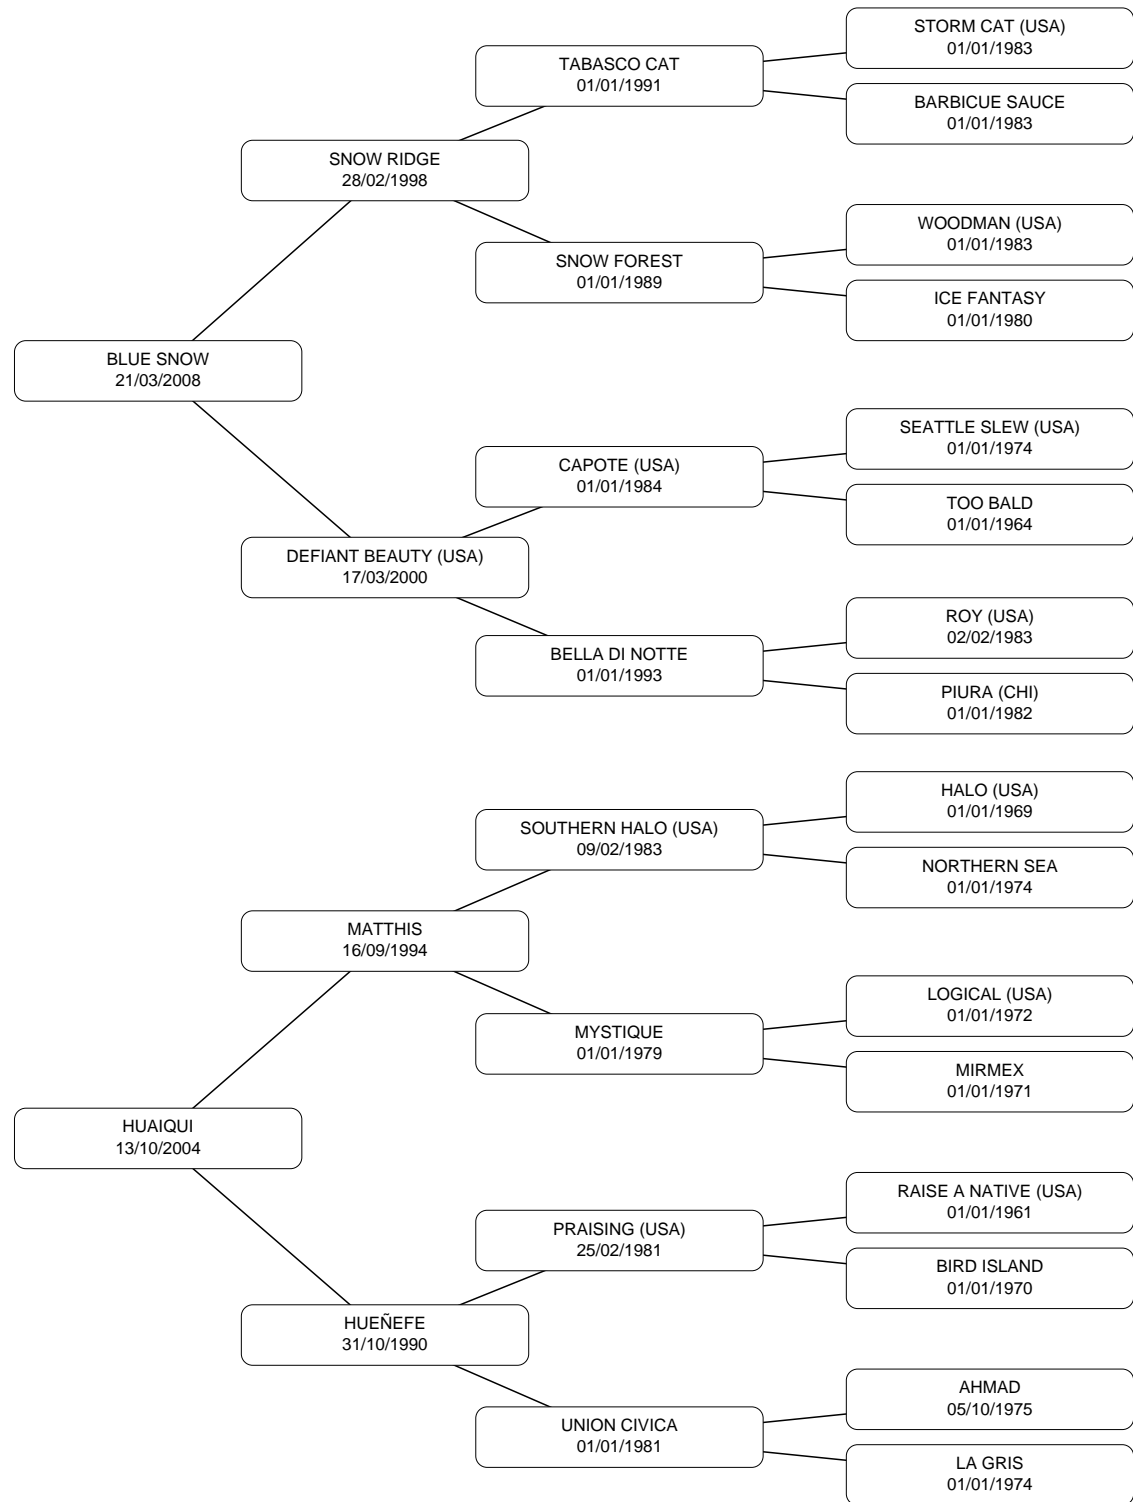 STORM CAT (USA)
01/01/1983
TABASCO CAT
01/01/1991
BARBICUE SAUCE
01/01/1983
SNOW RIDGE
28/02/1998
WOODMAN (USA)
01/01/1983
SNOW FOREST
01/01/1989
ICE FANTASY
01/01/1980
BLUE SNOW
21/03/2008
SEATTLE SLEW (USA)
01/01/1974
CAPOTE (USA)
01/01/1984
TOO BALD
01/01/1964
DEFIANT BEAUTY (USA)
17/03/2000
ROY (USA)
02/02/1983
BELLA DI NOTTE
01/01/1993
PIURA (CHI)
01/01/1982
HALO (USA)
01/01/1969
SOUTHERN HALO (USA)
09/02/1983
NORTHERN SEA
01/01/1974
MATTHIS
16/09/1994
LOGICAL (USA)
01/01/1972
MYSTIQUE
01/01/1979
MIRMEX
01/01/1971
HUAIQUI
13/10/2004
RAISE A NATIVE (USA)
01/01/1961
PRAISING (USA)
25/02/1981
BIRD ISLAND
01/01/1970
HUEÑEFE
31/10/1990
AHMAD
05/10/1975
UNION CIVICA
01/01/1981
LA GRIS
01/01/1974